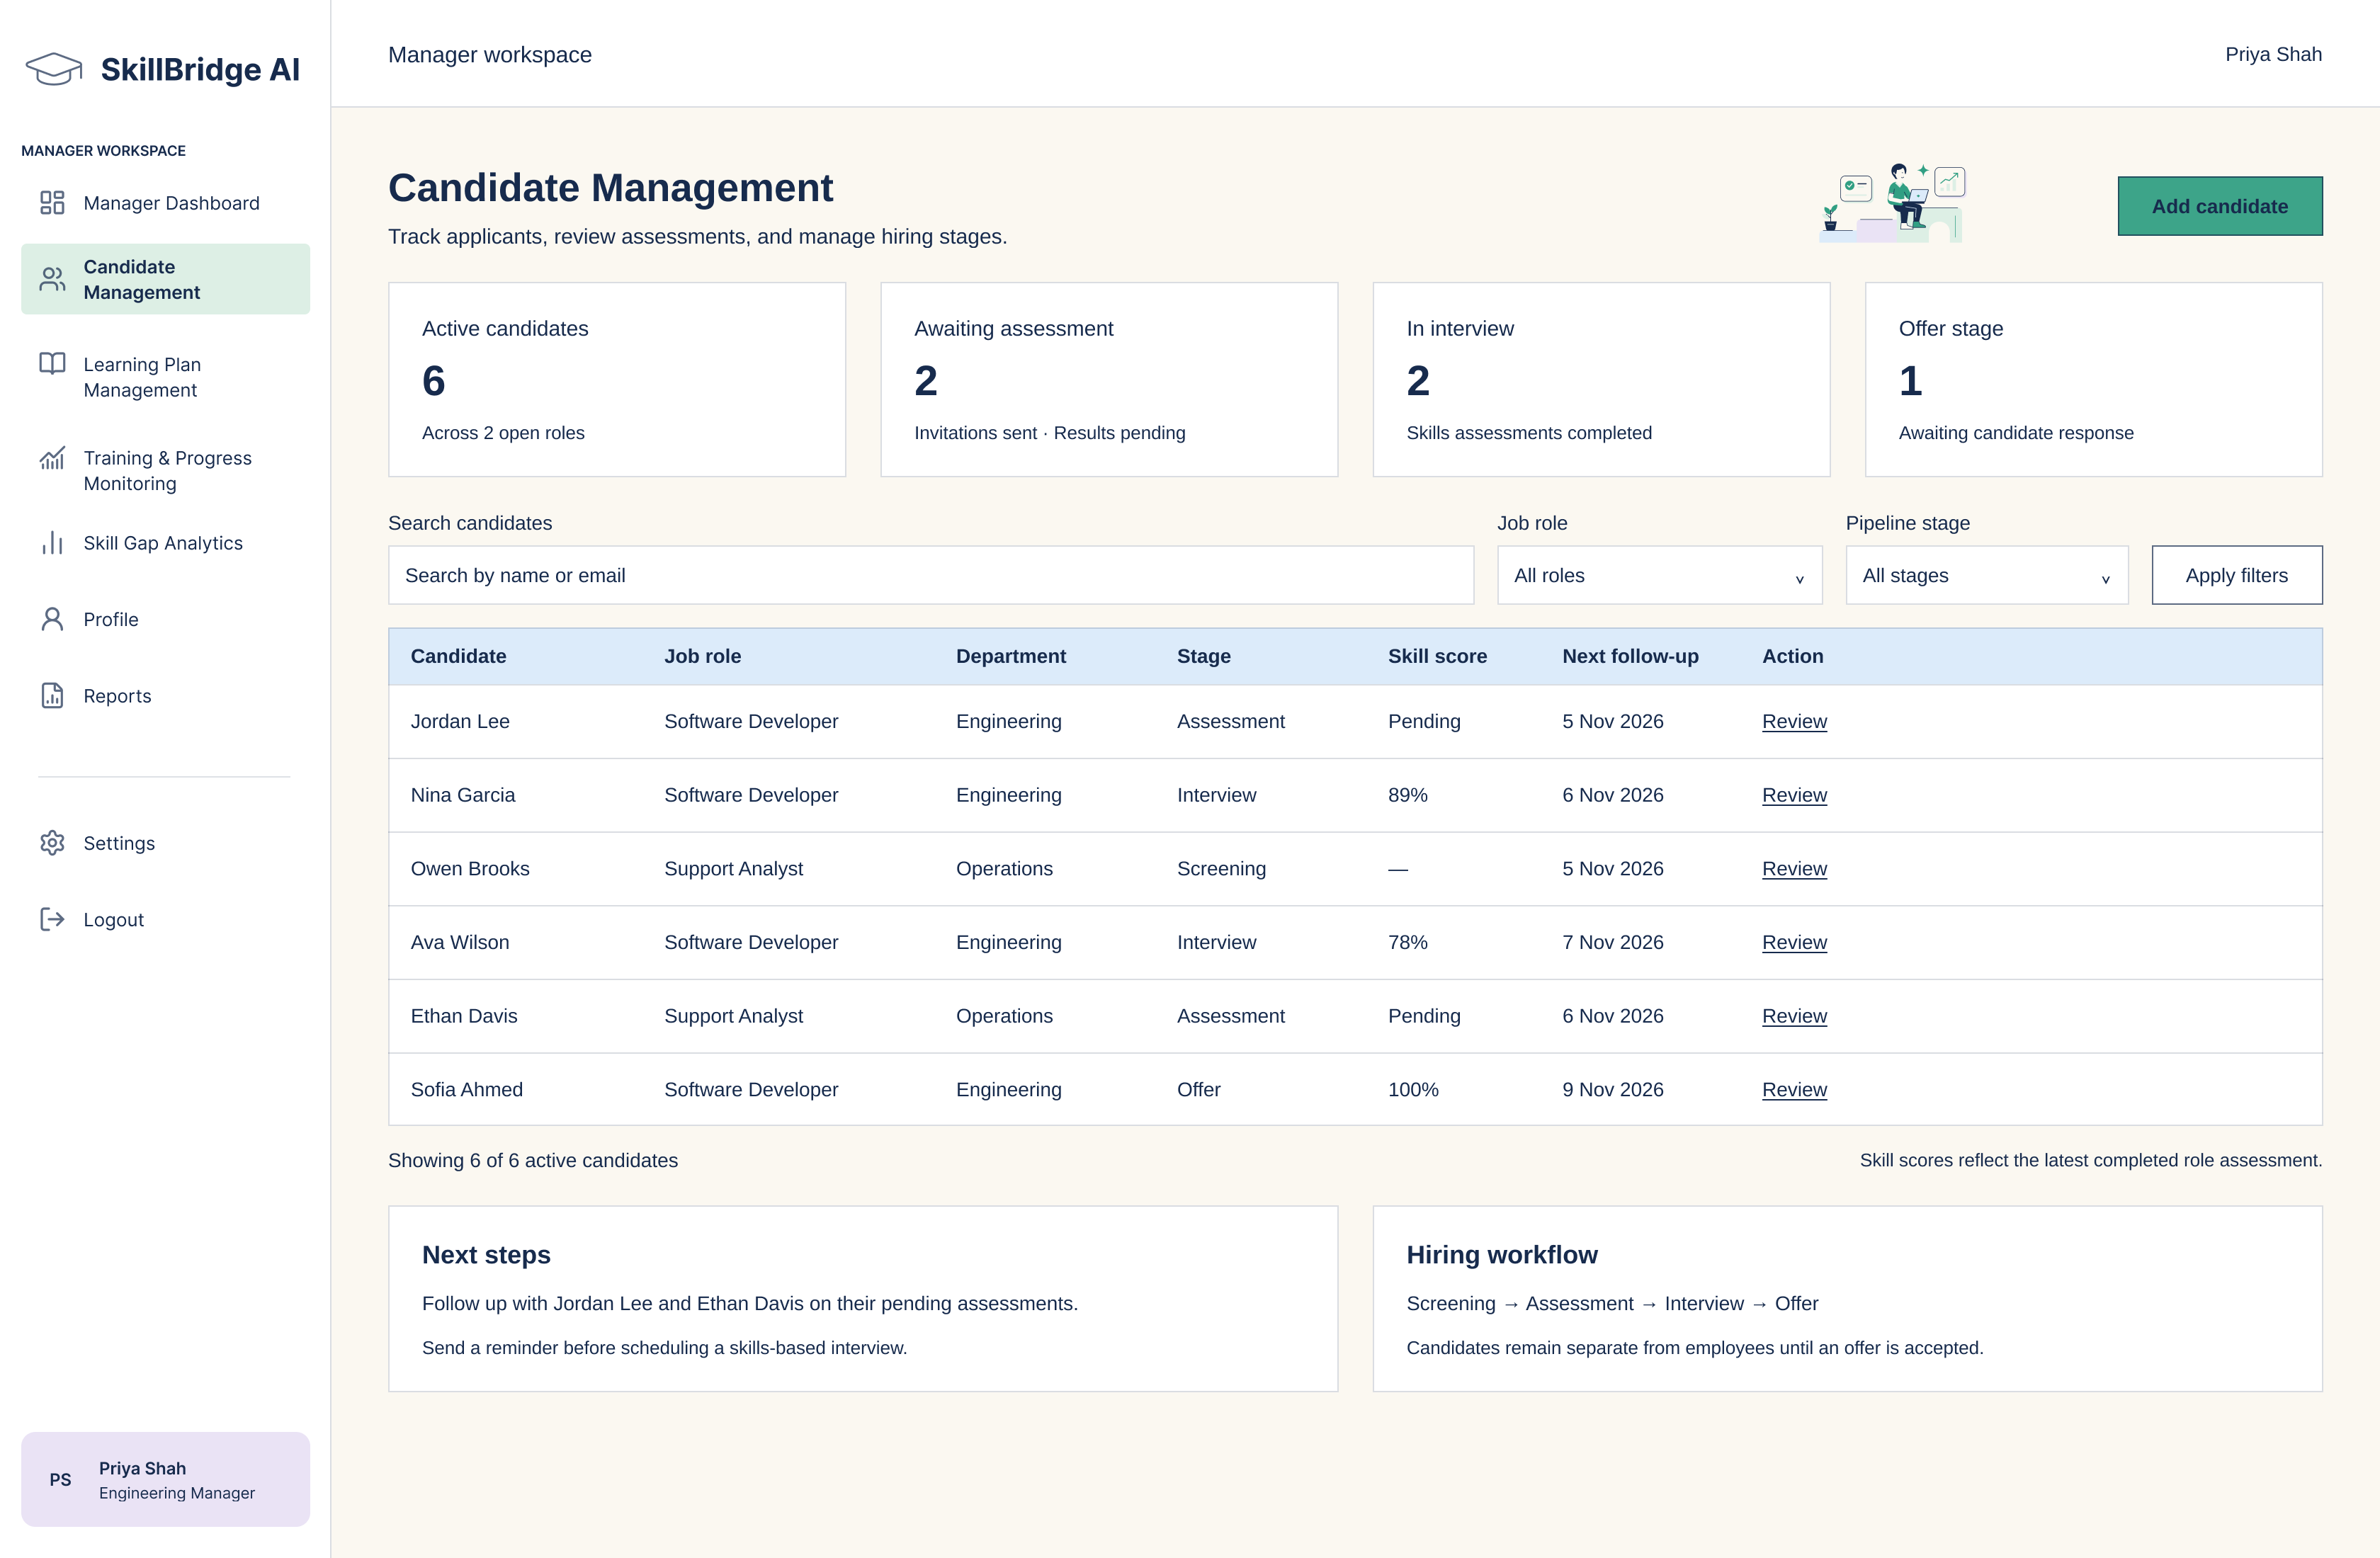 SkillBridge AI
MANAGER WORKSPACE
Manager Dashboard
Candidate
Management
Learning Plan
Management
Training & Progress
Monitoring
Skill Gap Analytics
Profile
Reports
Settings
Logout
PS
Priya Shah
Engineering Manager
Manager workspace
Priya Shah
Candidate Management
Track applicants, review assessments, and manage hiring stages.
Add candidate
Active candidates
6
Across 2 open roles
Awaiting assessment
2
Invitations sent · Results pending
In interview
2
Skills assessments completed
Offer stage
1
Awaiting candidate response
Search candidates
Job role
Pipeline stage
Search by name or email
All roles
All stages
Apply filters
Candidate Job role Department Stage Skill score Next follow-up Action
Jordan Lee Software Developer Engineering Assessment Pending 5 Nov 2026 Review
Nina Garcia Software Developer Engineering Interview 89% 6 Nov 2026 Review
Owen Brooks Support Analyst Operations Screening — 5 Nov 2026 Review
Ava Wilson Software Developer Engineering Interview 78% 7 Nov 2026 Review
Ethan Davis Support Analyst Operations Assessment Pending 6 Nov 2026 Review
Sofia Ahmed Software Developer Engineering Offer 100% 9 Nov 2026 Review
Showing 6 of 6 active candidates
Skill scores reflect the latest completed role assessment.
Next steps
Follow up with Jordan Lee and Ethan Davis on their pending assessments.
Send a reminder before scheduling a skills-based interview.
Hiring workflow
Screening → Assessment → Interview → Offer
Candidates remain separate from employees until an offer is accepted.